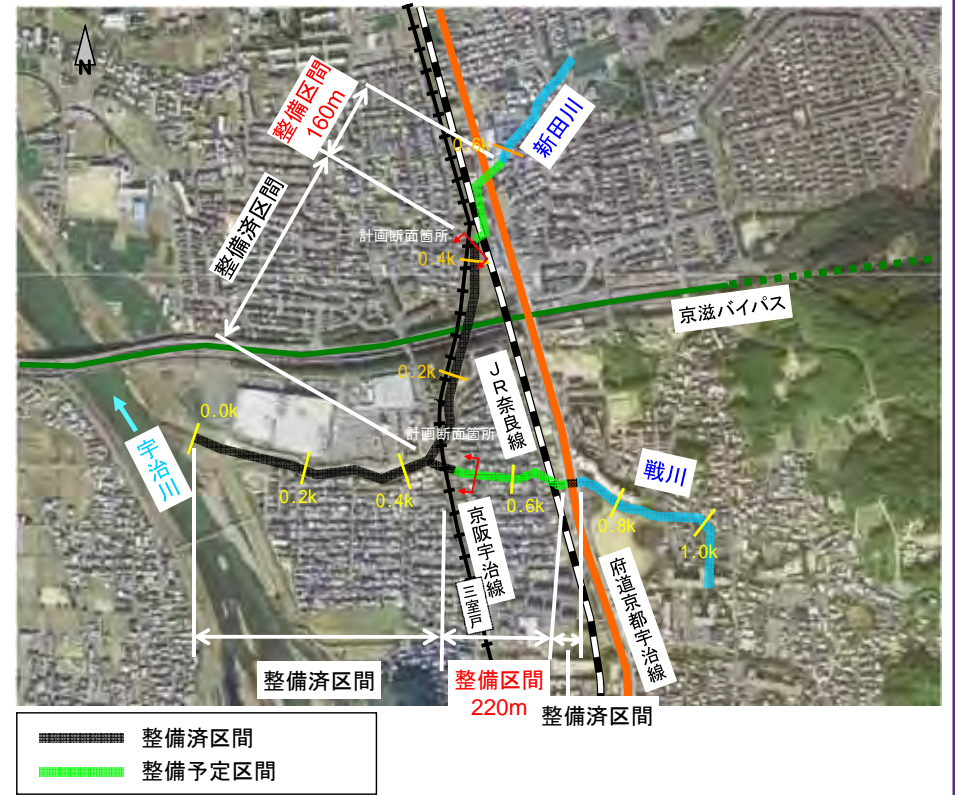 N
整備区間
160m
新田川
0.6k
整備済区間
計画断面箇所
0.4k
京滋バイパス
0.2k
JR奈良線
0.0k
計画断面箇所
宇治川
戦川
0.2k
0.4k
0.6k
0.8k
1.0k
京阪宇治線
三室戸
府道京都宇治線
整備済区間
整備区間
220m
整備済区間
整備済区間
整備予定区間